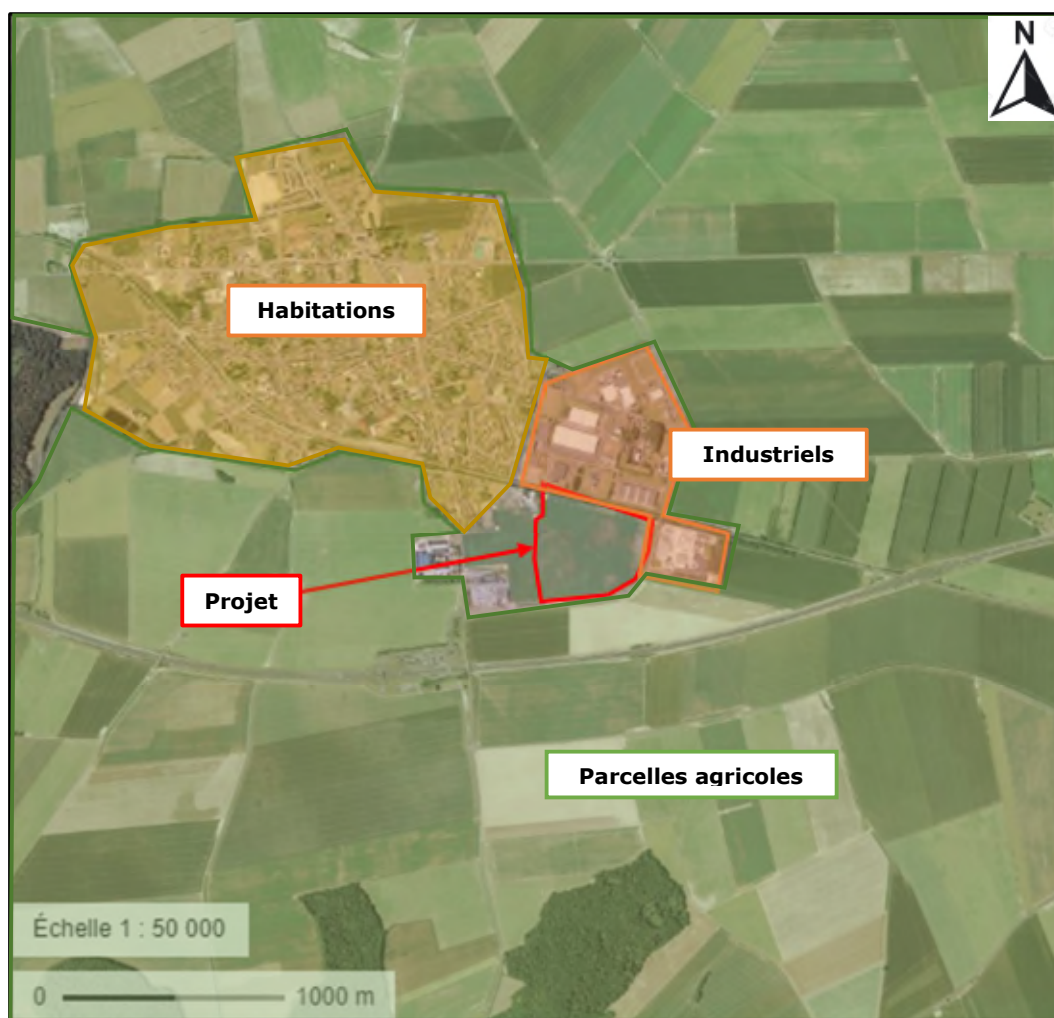 N
Habitations
Industriels
Projet
Parcelles agricoles
Échelle 1 : 50 000
0 1000 m